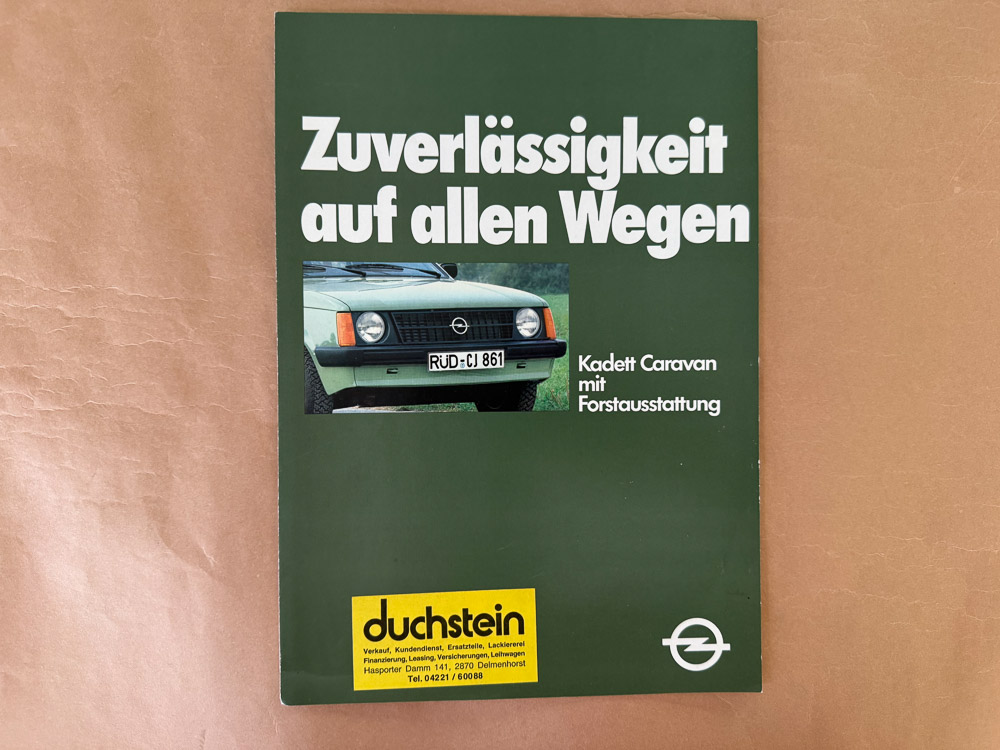 Zuverlässigkeit
auf allen Wegen
RÜD-CJ 861
Kadett Caravan
mit
Forstausstattung
duchstein
Verkauf, Kundendienst, Ersatzteile, Lackiererei
Finanzierung, Leasing, Versicherungen, Leihwagen
Hasporter Damm 141, 2870 Delmenhorst
Tel. 04221 / 60088